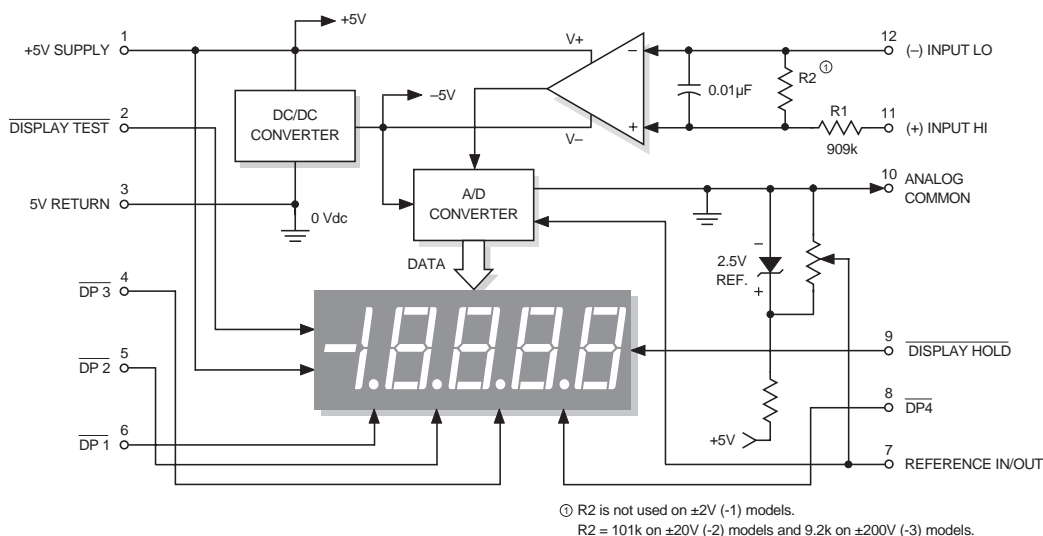 +5V
+5V SUPPLY
1
V+
12
(–) INPUT LO
–5V
0.01µF
R2 ①
DC/DC
CONVERTER
R1
DISPLAY TEST
2
V–
11
(+) INPUT HI
909k
10
ANALOG
COMMON
A/D
CONVERTER
3
5V RETURN
0 Vdc
DATA
–
2.5V
REF.
+
4
DP 3
-1.8.8.8.8
9
DISPLAY HOLD
5
DP 2
8
DP4
6
DP 1
+5V
7
REFERENCE IN/OUT
① R2 is not used on ±2V (-1) models.
R2 = 101k on ±20V (-2) models and 9.2k on ±200V (-3) models.